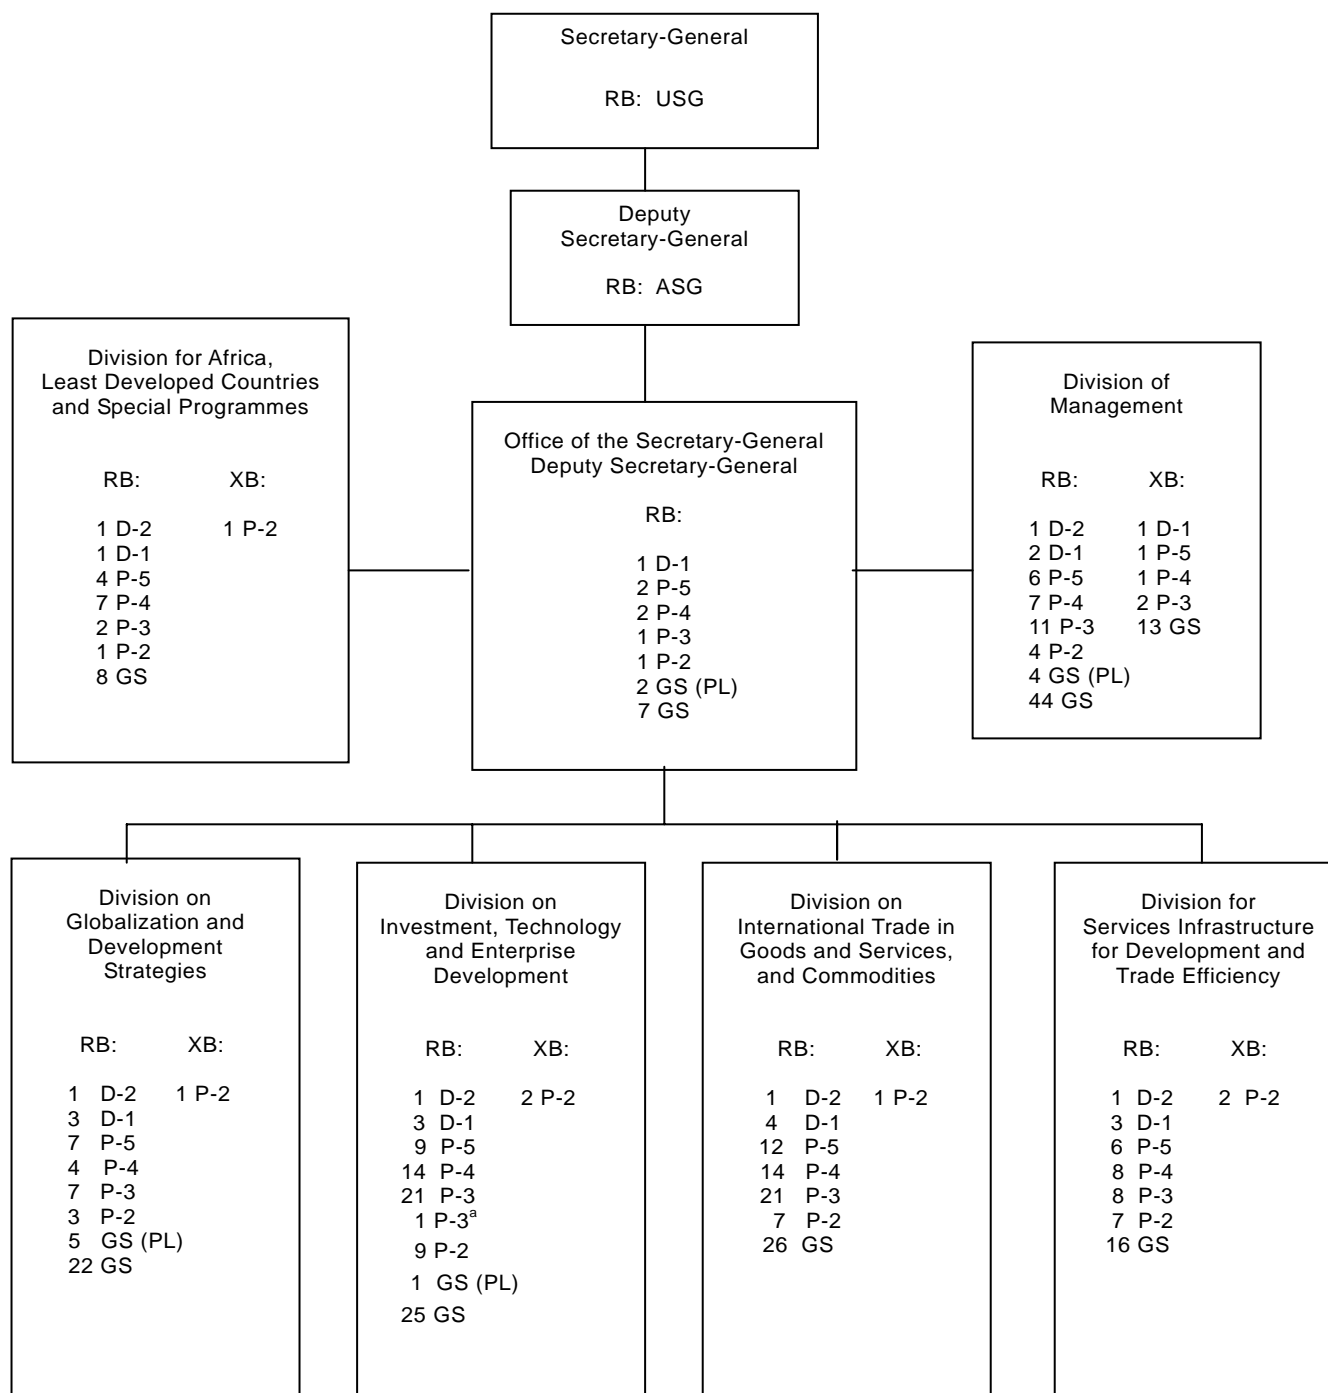 Secretary-General
RB: USG
Deputy
Secretary-General
RB: ASG
Division for Africa,
Least Developed Countries
and Special Programmes
RB: XB:
1 D-2 1 P-2
1 D-1
4 P-5
7 P-4
2 P-3
1 P-2
8 GS
Office of the Secretary-General
Deputy Secretary-General
RB:
1 D-1
2 P-5
2 P-4
1 P-3
1 P-2
2 GS (PL)
7 GS
Division of
Management
RB: XB:
1 D-2 1 D-1
2 D-1 1 P-5
6 P-5 1 P-4
7 P-4 2 P-3
11 P-3 13 GS
4 P-2
4 GS (PL)
44 GS
Division on
Globalization and
Development
Strategies
RB: XB:
1 D-2 1 P-2
3 D-1
7 P-5
4 P-4
7 P-3
3 P-2
5 GS (PL)
22 GS
Division on
Investment, Technology
and Enterprise
Development
RB: XB:
1 D-2 2 P-2
3 D-1
9 P-5
14 P-4
21 P-3
1 P-3a
9 P-2
1 GS (PL)
25 GS
Division on
International Trade in
Goods and Services,
and Commodities
RB: XB:
1 D-2 1 P-2
4 D-1
12 P-5
14 P-4
21 P-3
7 P-2
26 GS
Division for
Services Infrastructure
for Development and
Trade Efficiency
RB: XB:
1 D-2 2 P-2
3 D-1
6 P-5
8 P-4
8 P-3
7 P-2
16 GS